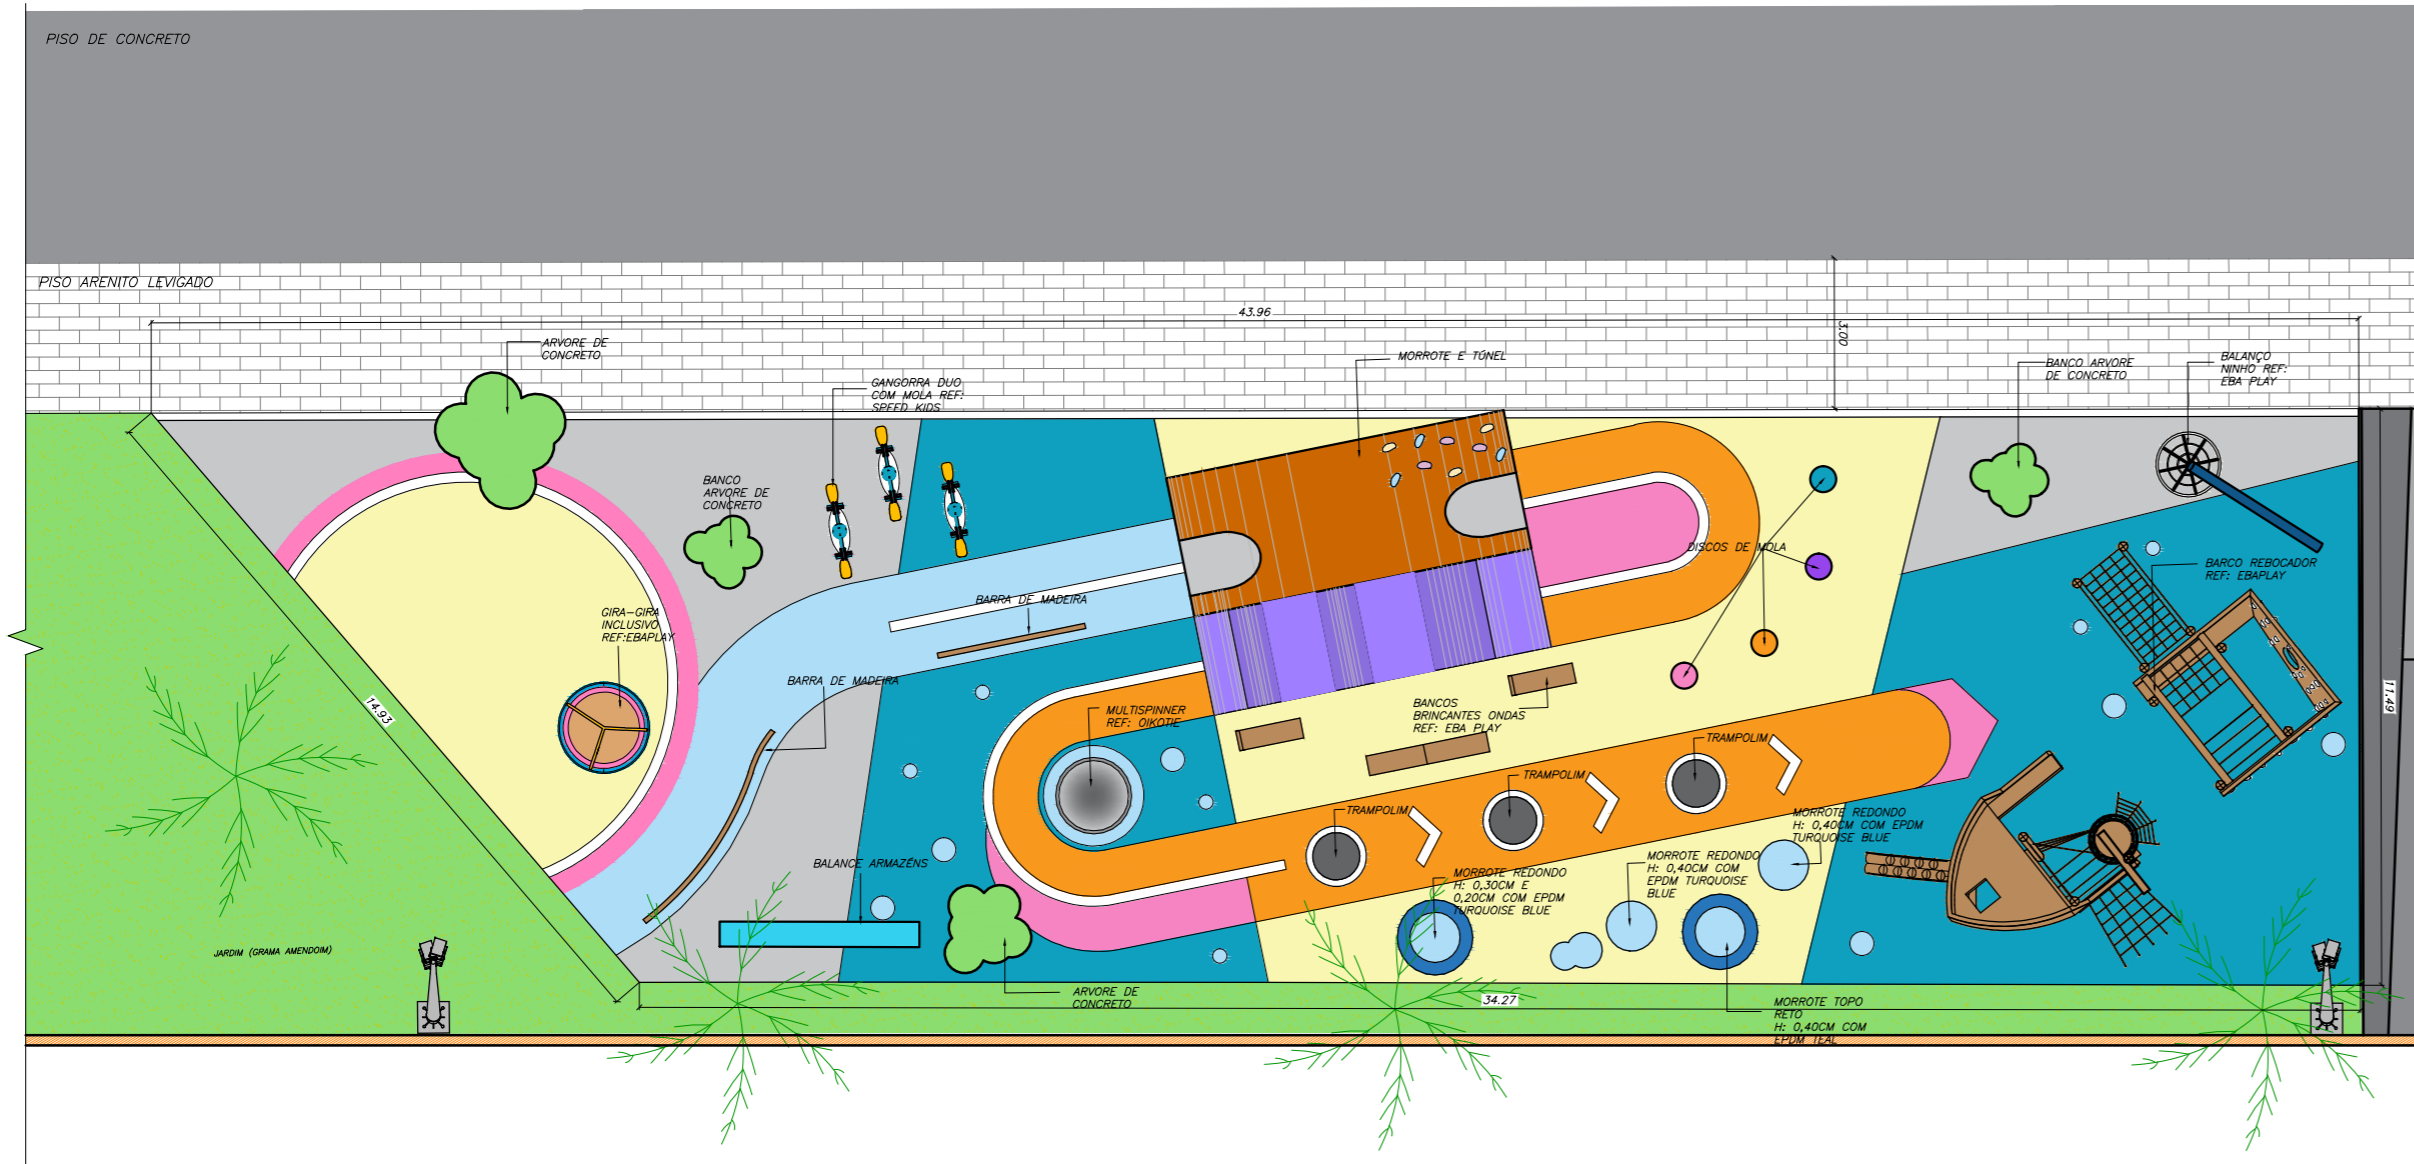 PISO DE CONCRETO
PISO ARENITO LEVIGADO
43.96
3.00
ARVORE DE
CONCRETO
GANGORRA DUO
COM MOLA REF:
SPEED KIDS
MORROTE E TÚNEL
BANCO ARVORE
DE CONCRETO
BALANÇO
NINHO REF:
EBA PLAY
BANCO
ARVORE DE
CONCRETO
DISCOS DE MOLA
BARCO REBOCADOR
REF: EBAPLAY
BARRA DE MADEIRA
GIRA-GIRA
INCLUSIVO
REF:EBAPLAY
BARRA DE MADEIRA
14.93
11.49
MULTISPINNER
REF: OIKOTIE
BANCOS
BRINCANTES ONDAS
REF: EBA PLAY
TRAMPOLIM
TRAMPOLIM
TRAMPOLIM
MORROTE REDONDO
H: 0,40CM COM EPDM
TURQUOISE BLUE
BALANCE ARMAZÉNS
MORROTE REDONDO
H: 0,40CM COM
EPDM TURQUOISE
BLUE
MORROTE REDONDO
H: 0,30CM E
0,20CM COM EPDM
TURQUOISE BLUE
JARDIM (GRAMA AMENDOIM)
ARVORE DE
CONCRETO
34.27
MORROTE TOPO
RETO
H: 0,40CM COM
EPDM TEAL